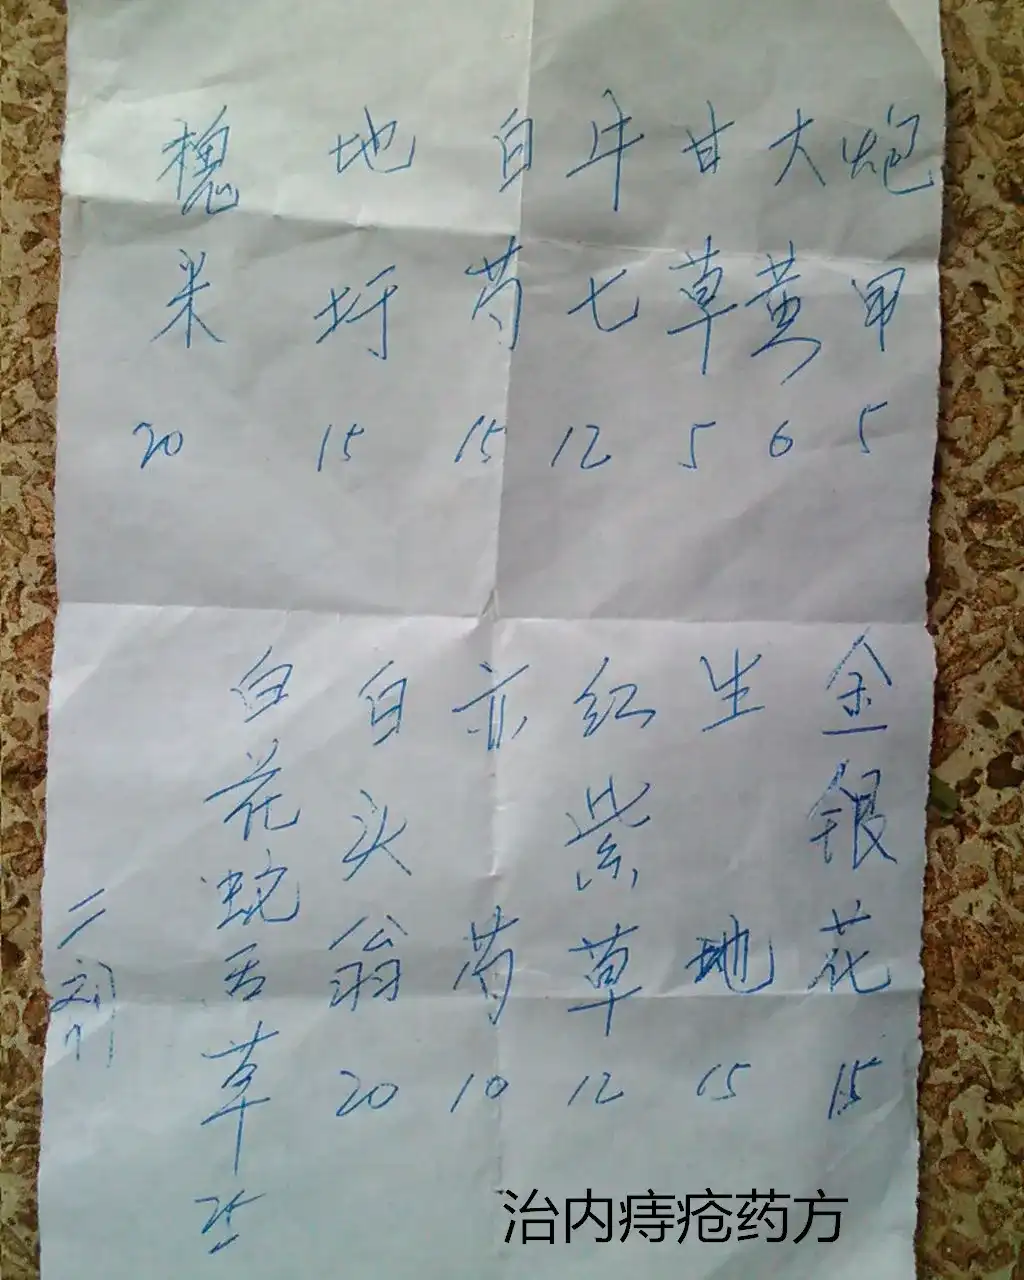 炮甲 5
大黄 6
甘草 5
牛七 12
白芍 15
地圩 15
槐米 20
金银花 15
生地 15
红紫草 12
赤芍 10
白头翁 20
白花蛇舌草 25
二剂
治内痔疮药方